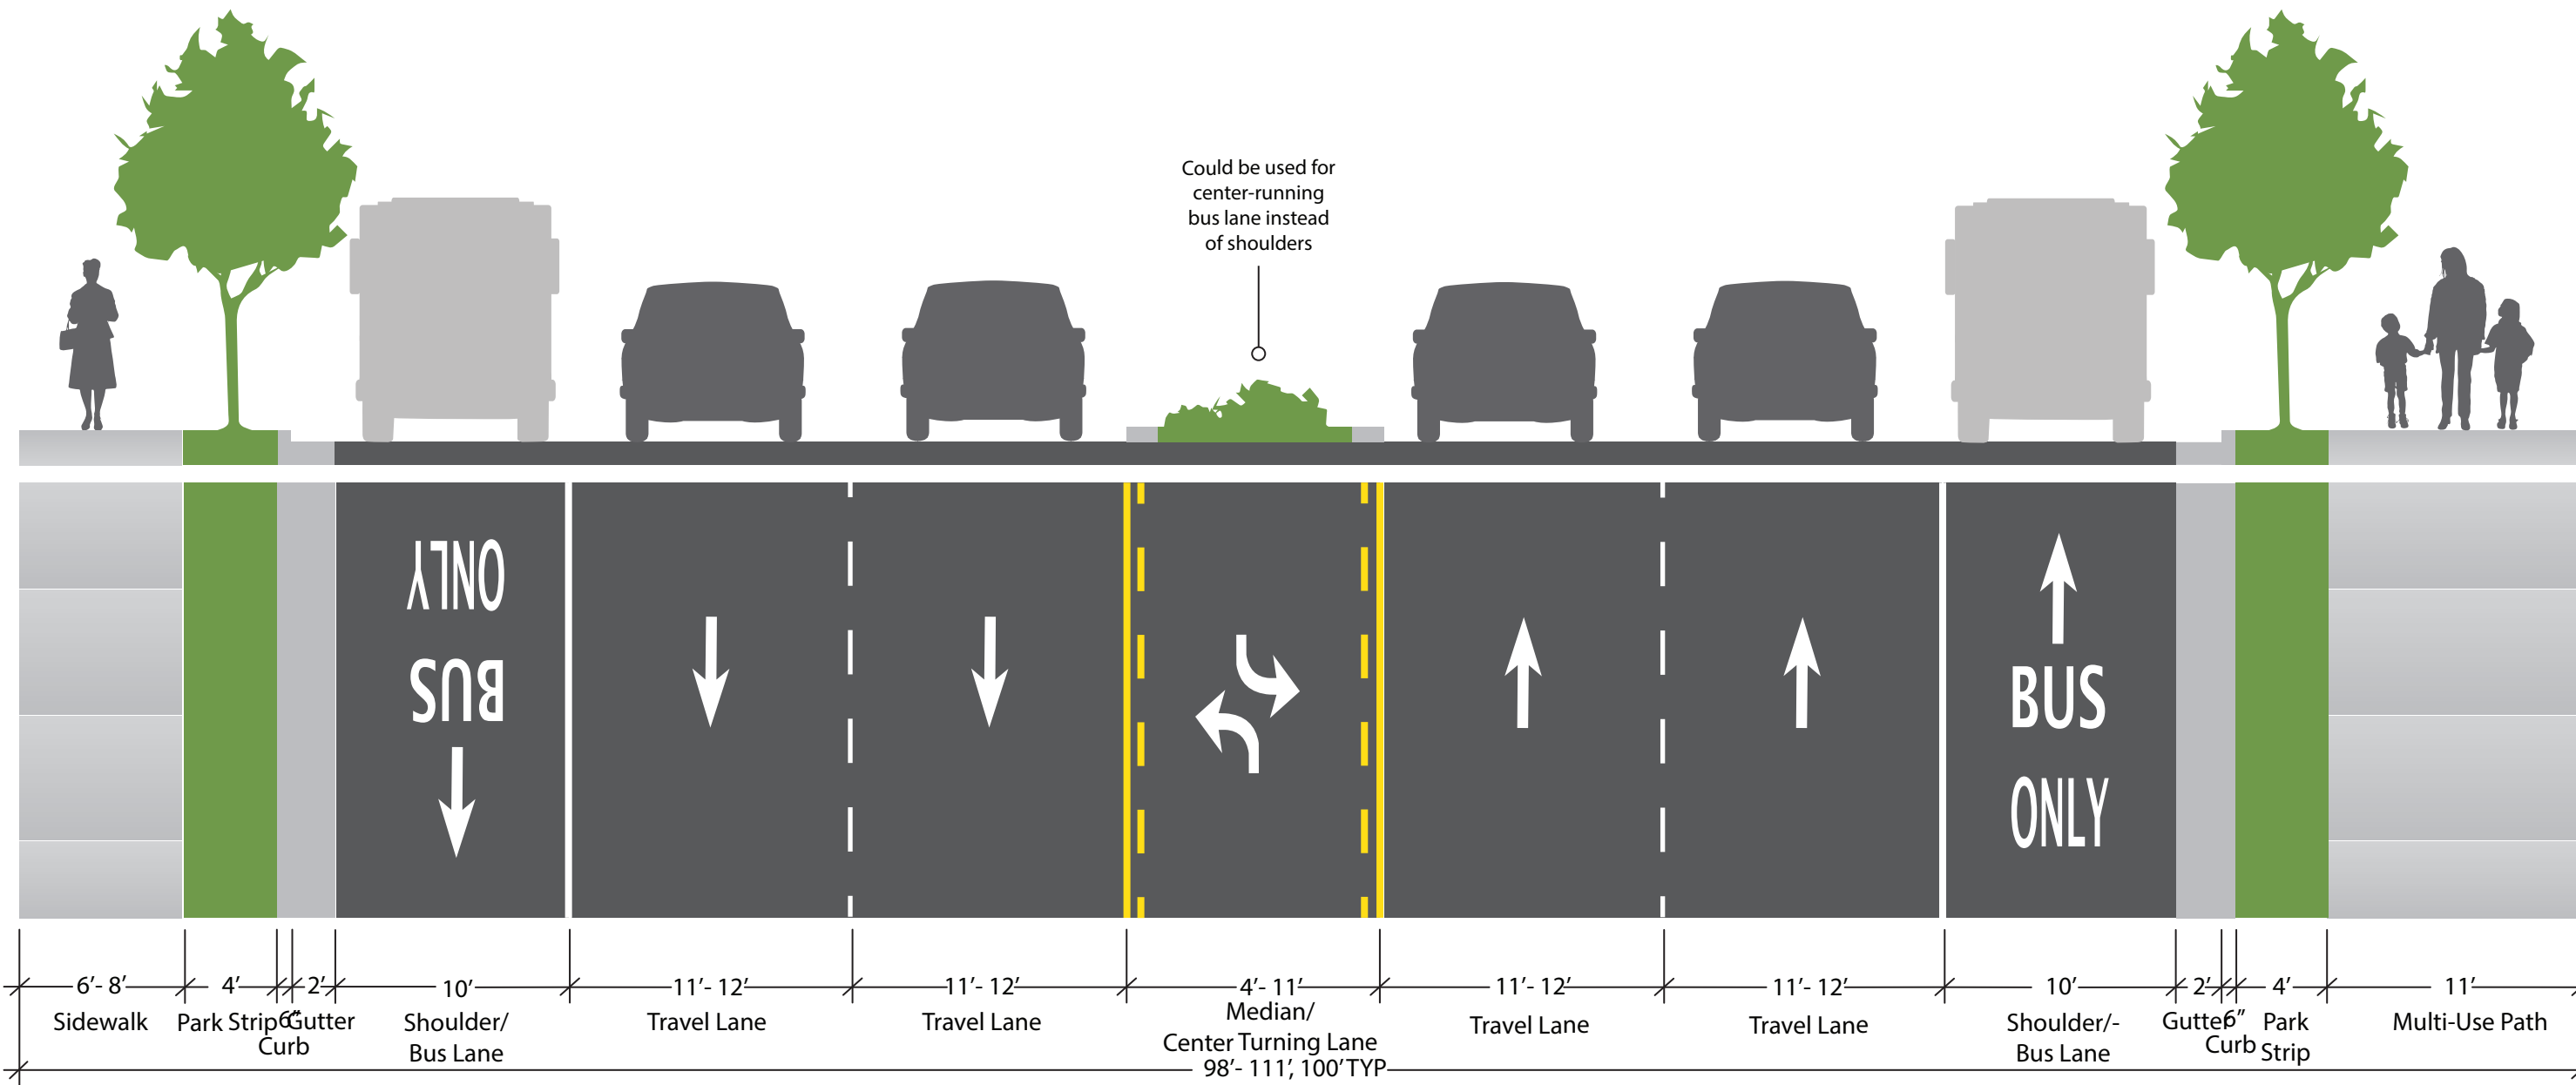 Could be used for
center-running
bus lane instead
of shoulders
ONLY
BUS
BUS
ONLY
6'- 8'
4'
2'
10'
11'- 12'
11'- 12'
4'- 11'
11'- 12'
11'- 12'
10'
2'
4'
11'
Sidewalk
Park Strip
6"
Curb
Gutter
Shoulder/
Bus Lane
Travel Lane
Travel Lane
Median/
Center Turning Lane
Travel Lane
Travel Lane
Shoulder/-
Bus Lane
Gutter
6"
Curb
Park
Strip
Multi-Use Path
98'- 111', 100' TYP